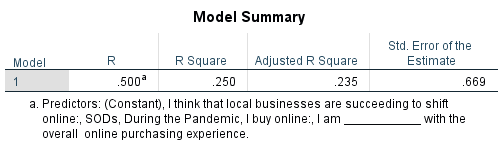 Model Summary
Model R R Square Adjusted R Square Std. Error of the Estimate
1 .500a .250 .235 .669
a. Predictors: (Constant), I think that local businesses are succeeding to shift
online:, SODs, During the Pandemic, I buy online:, I am ____________ with the
overall online purchasing experience.